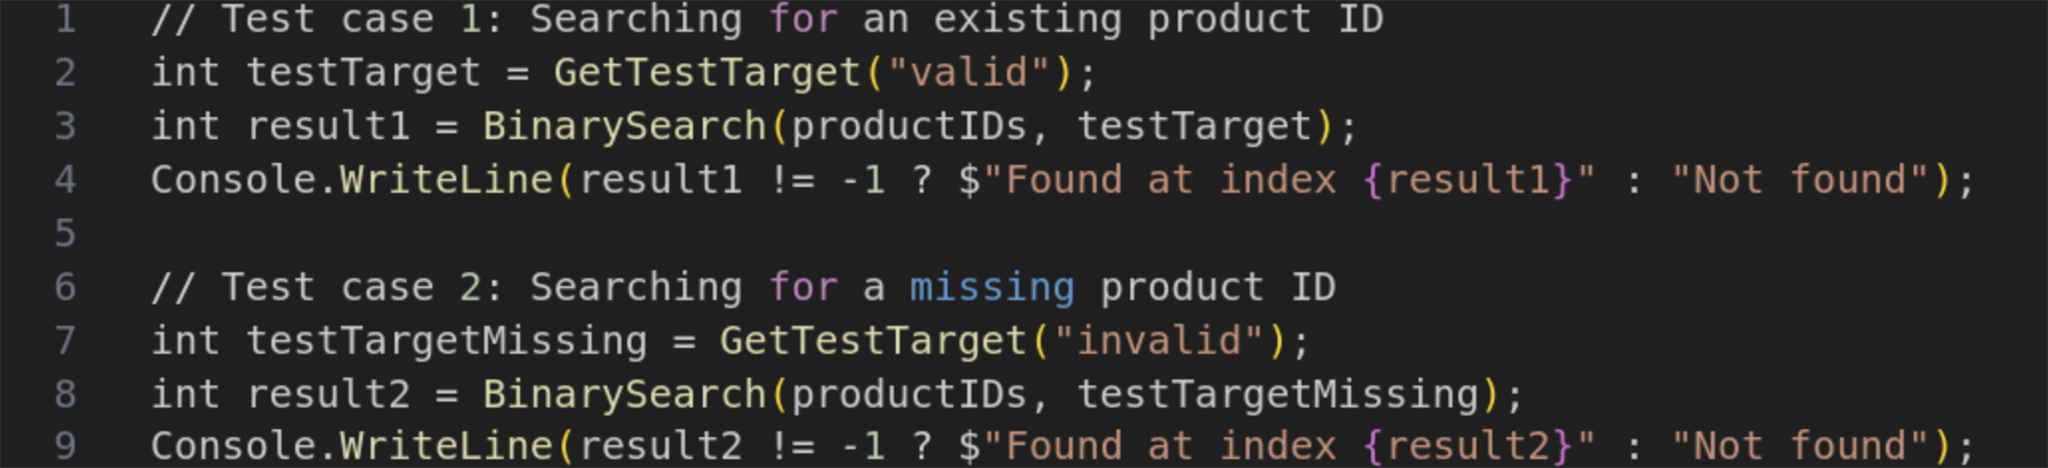 1 // Test case 1: Searching for an existing product ID
2 int testTarget = GetTestTarget("valid");
3 int result1 = BinarySearch(productIDs, testTarget);
4 Console.WriteLine(result1 != -1 ? $"Found at index {result1}" : "Not found");
5
6 // Test case 2: Searching for a missing product ID
7 int testTargetMissing = GetTestTarget("invalid");
8 int result2 = BinarySearch(productIDs, testTargetMissing);
9 Console.WriteLine(result2 != -1 ? $"Found at index {result2}" : "Not found");